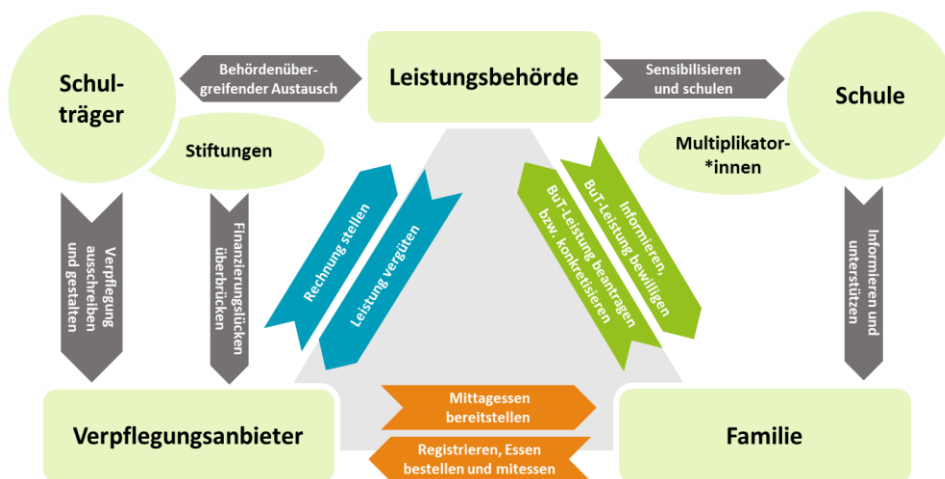 Schul-
träger
Behördenüber-
greifender Austausch
Leistungsbehörde
Sensibilisieren
und schulen
Schule
Stiftungen
Multiplikator-
*innen
Verpflegung
ausschreiben
und gestalten
Finanzierungslücken
überbrücken
Rechnung stellen
Leistung vergüten
BuT-Leistung beantragen
bzw. konkretisieren
Informieren,
BuT-Leistung bewilligen
Informieren und
unterstützen
Verpflegungsanbieter
Mittagessen
bereitstellen
Registrieren, Essen
bestellen und mitessen
Familie